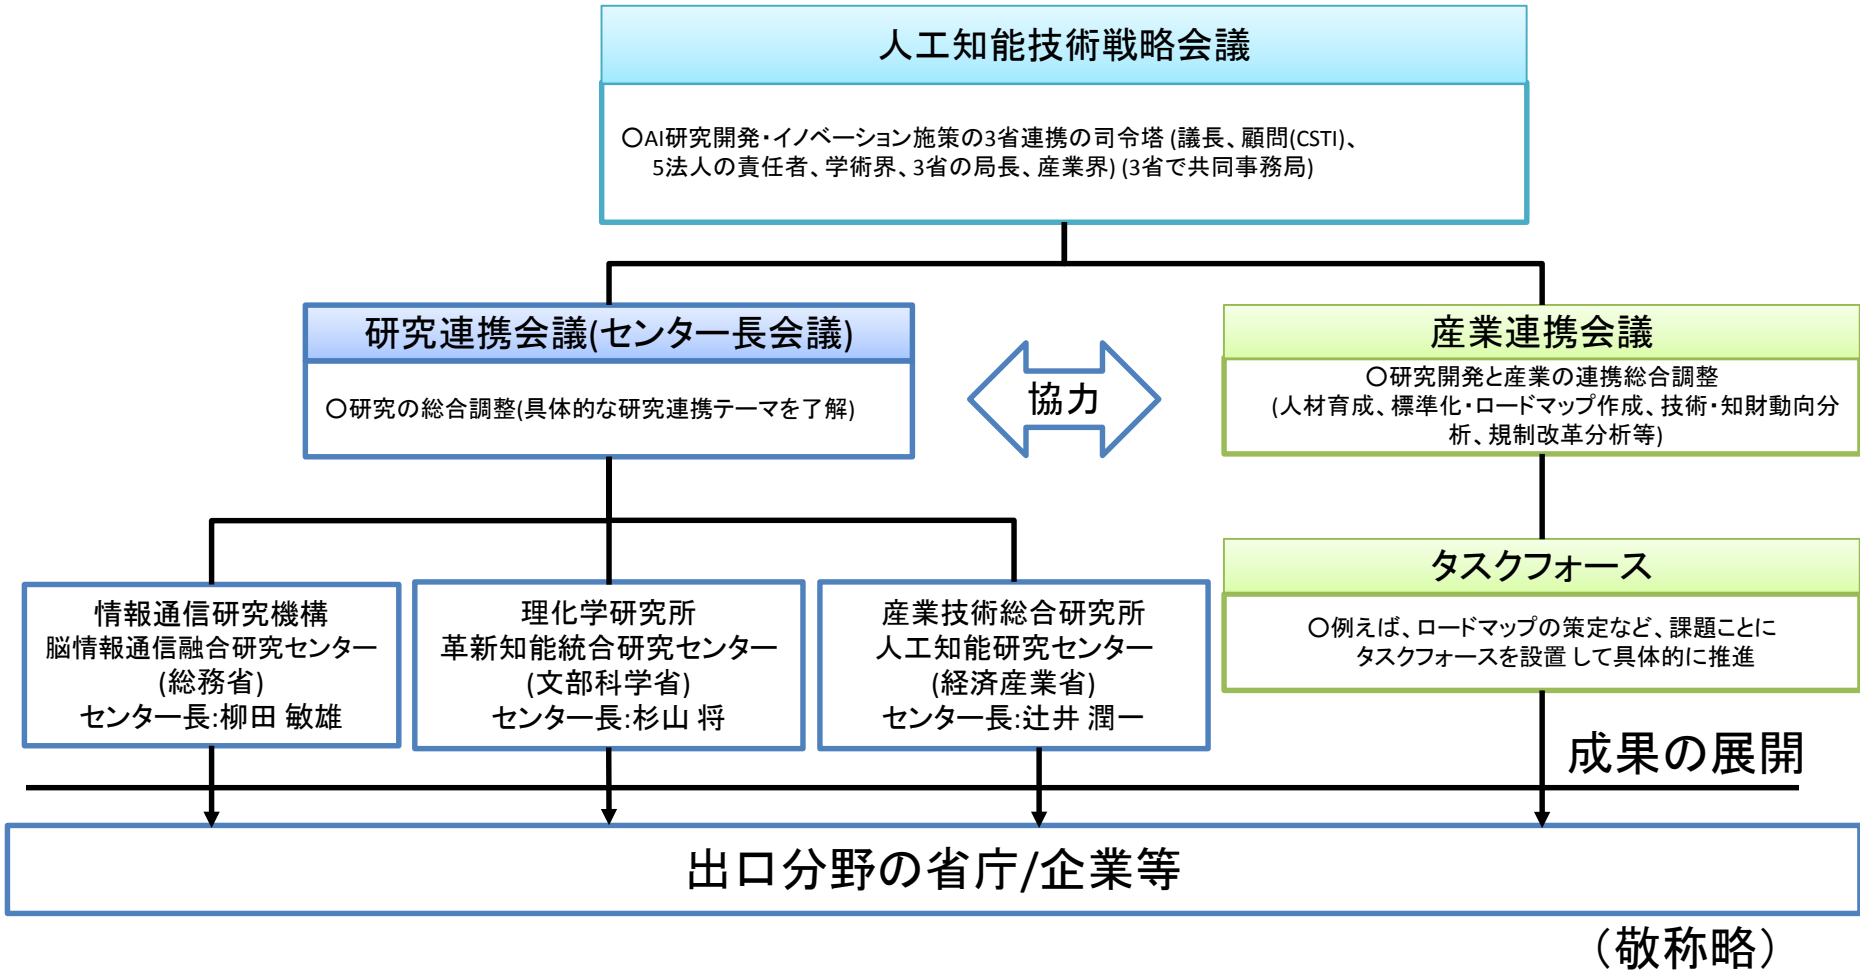 人工知能技術戦略会議
〇AI研究開発・イノベーション施策の3省連携の司令塔 (議長、顧問(CSTI)、
5法人の責任者、学術界、3省の局長、産業界) (3省で共同事務局)
研究連携会議(センター長会議)
〇研究の総合調整(具体的な研究連携テーマを了解)
協力
産業連携会議
〇研究開発と産業の連携総合調整
(人材育成、標準化・ロードマップ作成、技術・知財動向分
析、規制改革分析等)
情報通信研究機構
脳情報通信融合研究センター
(総務省)
センター長:柳田 敏雄
理化学研究所
革新知能統合研究センター
(文部科学省)
センター長:杉山 将
産業技術総合研究所
人工知能研究センター
(経済産業省)
センター長:辻井 潤一
タスクフォース
〇例えば、ロードマップの策定など、課題ことに
タスクフォースを設置して具体的に推進
成果の展開
出口分野の省庁/企業等
（敬称略）